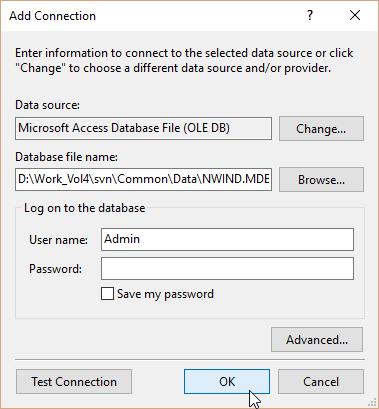 Add Connection ? ×
Enter information to connect to the selected data source or click
"Change" to choose a different data source and/or provider.
Data source:
Microsoft Access Database File (OLE DB) Change...
Database file name:
D:\Work_Vol4\svn\Common\Data\NWIND.MDE Browse...
Log on to the database
User name: Admin
Password:
Save my password
Advanced...
Test Connection OK Cancel